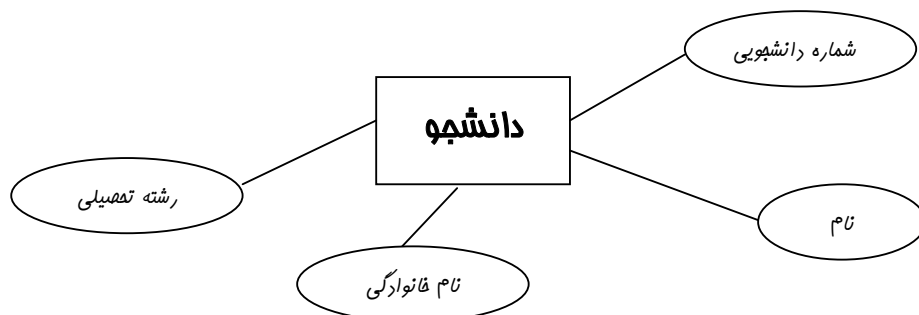 شماره دانشجویی
دانشجو
رشته تحصیلی
نام
نام خانوادگی